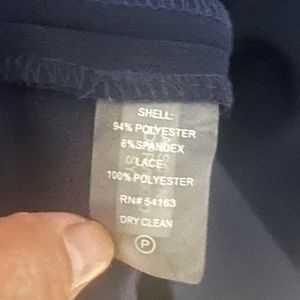 SHELL:
94% POLYESTER
6%SPANDEX
LACE:
100% POLYESTER
RN# 54163
DRY CLEAN
P